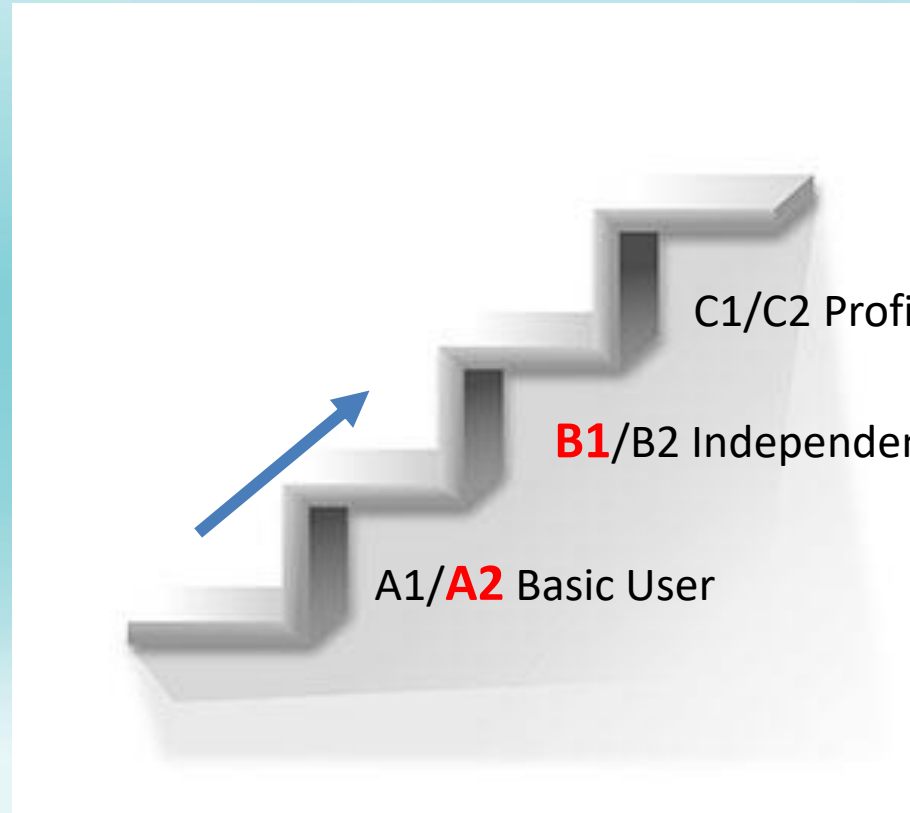 C1/C2 Profi
B1/B2 Independen
A1/A2 Basic User